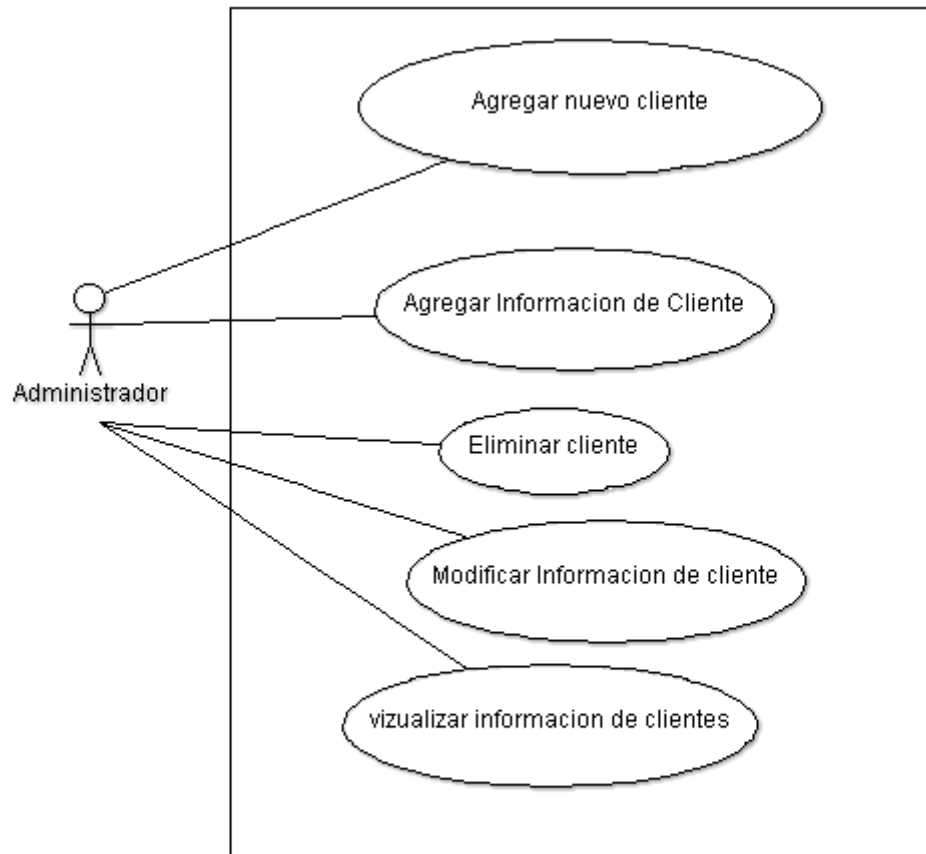 Agregar nuevo cliente
Agregar Informacion de Cliente
Administrador
Eliminar cliente
Modificar Informacion de cliente
vizualizar informacion de clientes